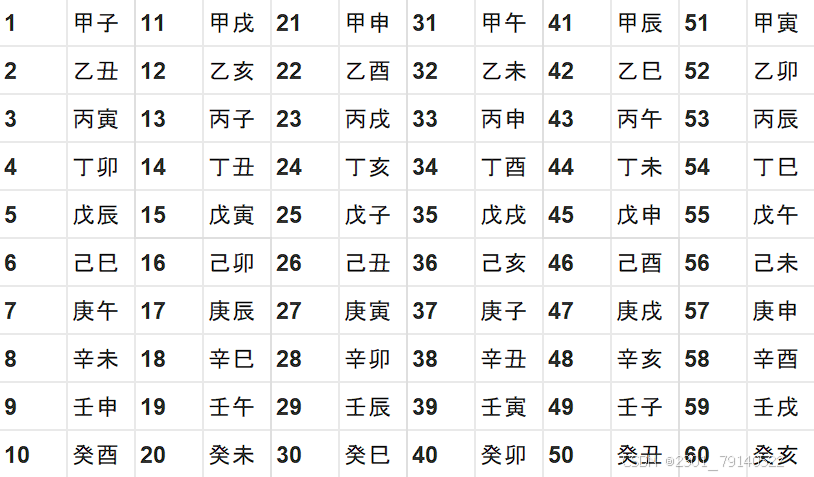 1 甲子 11 甲戌 21 甲申 31 甲午 41 甲辰 51 甲寅
2 乙丑 12 乙亥 22 乙酉 32 乙未 42 乙巳 52 乙卯
3 丙寅 13 丙子 23 丙戌 33 丙申 43 丙午 53 丙辰
4 丁卯 14 丁丑 24 丁亥 34 丁酉 44 丁未 54 丁巳
5 戊辰 15 戊寅 25 戊子 35 戊戌 45 戊申 55 戊午
6 己巳 16 己卯 26 己丑 36 己亥 46 己酉 56 己未
7 庚午 17 庚辰 27 庚寅 37 庚子 47 庚戌 57 庚申
8 辛未 18 辛巳 28 辛卯 38 辛丑 48 辛亥 58 辛酉
9 壬申 19 壬午 29 壬辰 39 壬寅 49 壬子 59 壬戌
10 癸酉 20 癸未 30 癸巳 40 癸卯 50 癸丑 60 癸亥